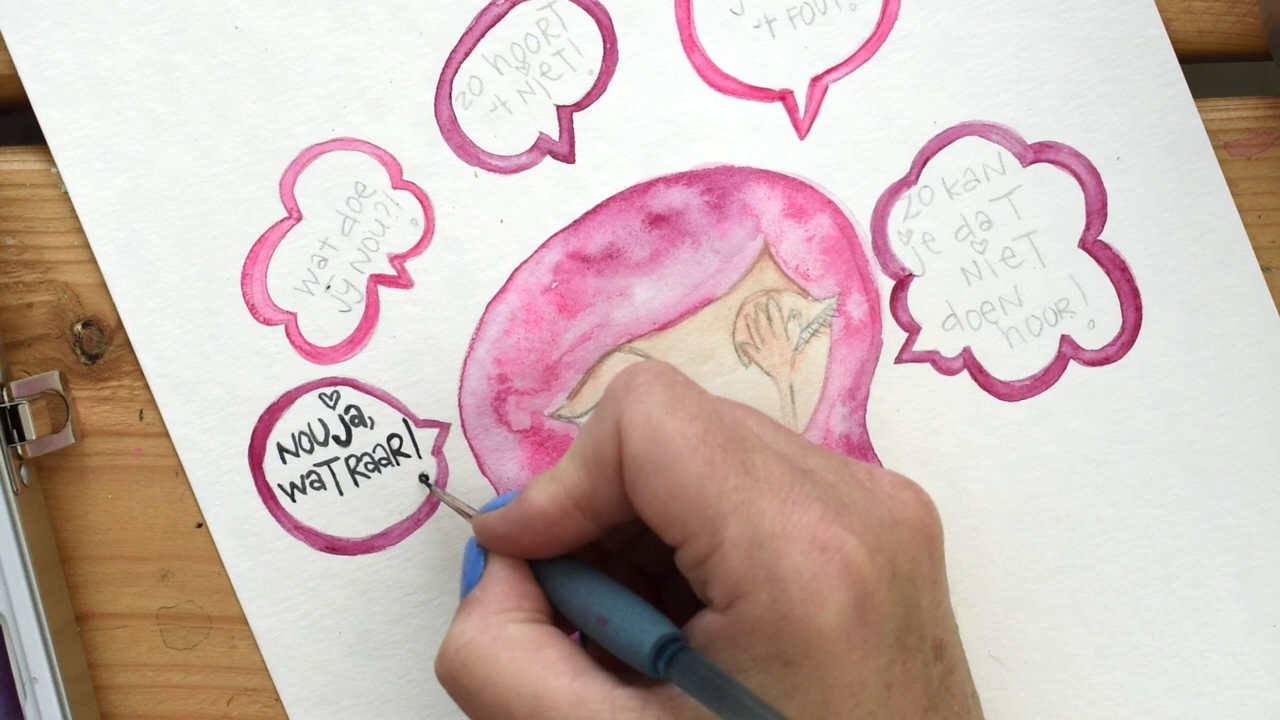 zo hoort
't niet!
't FOUT!
wat doe
jij NOU?!
zo kan
je daT
NIET
doen
hoor!
NOU ja,
waT RaaR!